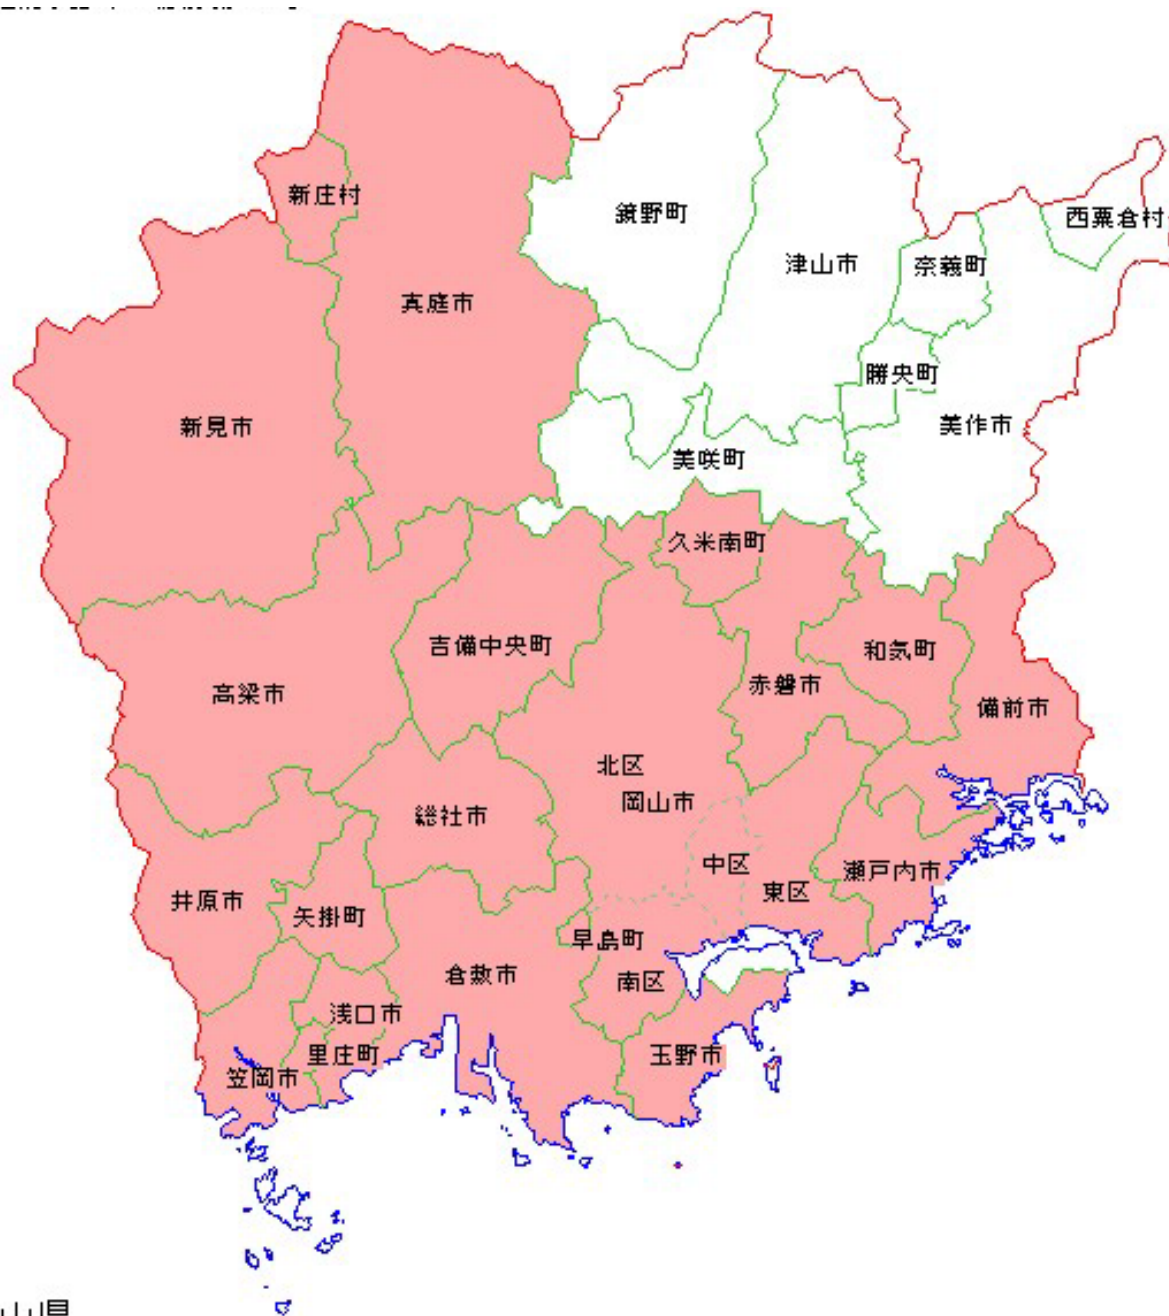 新庄村
鏡野町
西粟倉村
津山市
奈義町
真庭市
勝央町
新見市
美作市
美咲町
久米南町
吉備中央町
和気町
高梁市
赤磐市
備前市
北区
岡山市
総社市
中区
瀬戸内市
東区
井原市
矢掛町
早島町
倉敷市
南区
浅口市
里庄町
玉野市
笠岡市